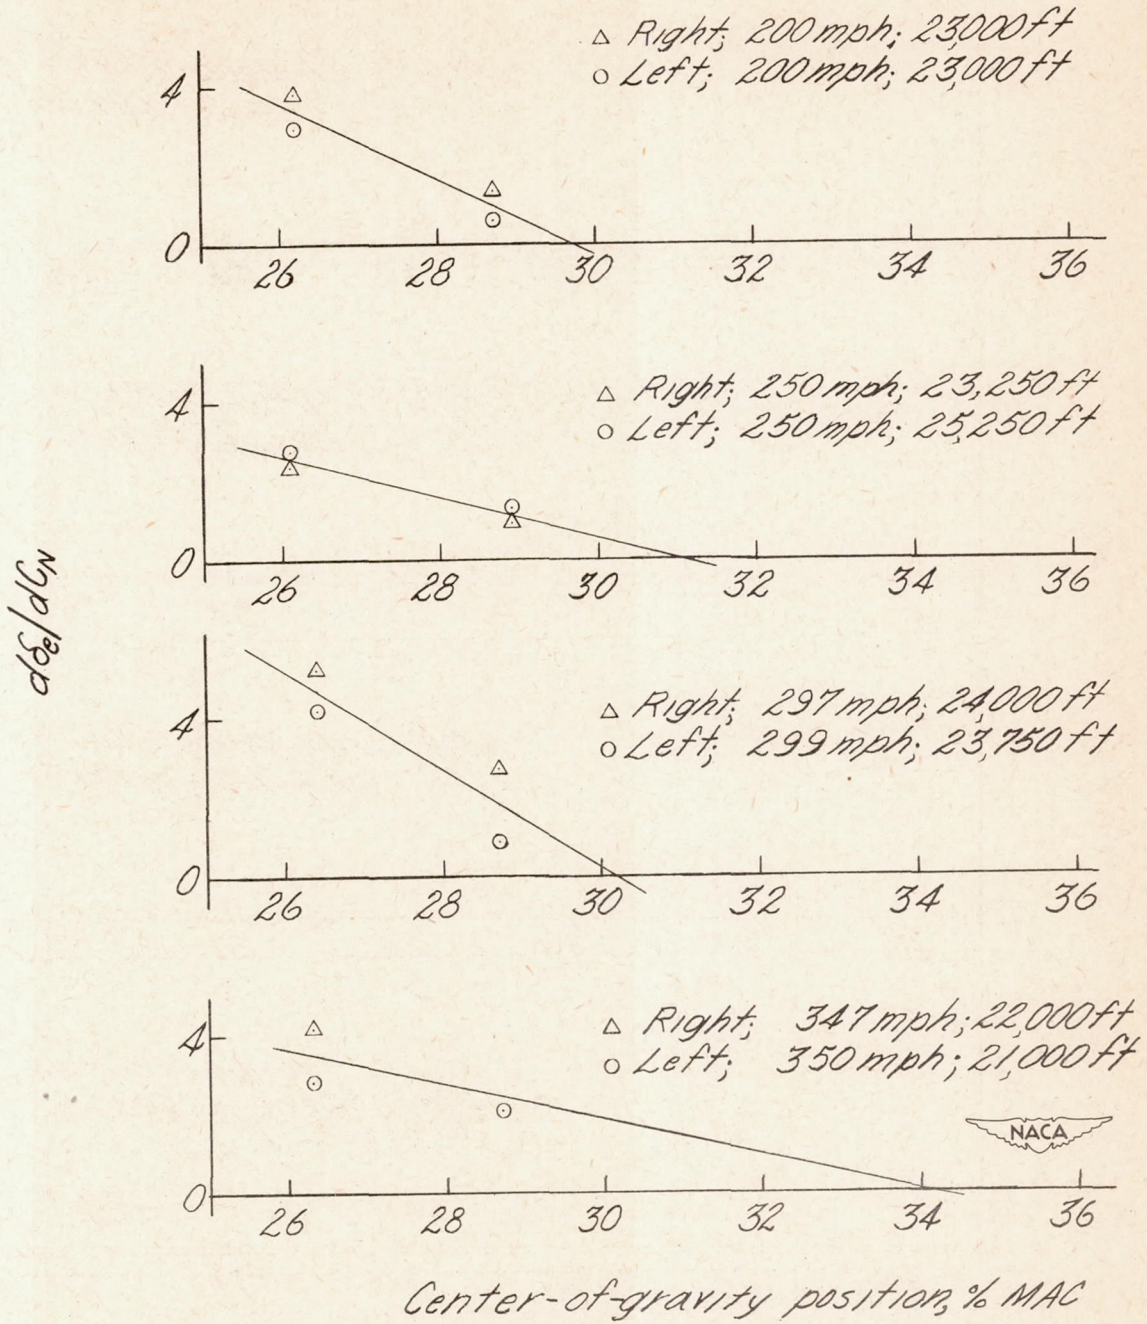 △ Right; 200 mph; 23,000 ft
○ Left; 200 mph; 23,000 ft
4
0
26 28 30 32 34 36
△ Right; 250 mph; 23,250 ft
○ Left; 250 mph; 25,250 ft
4
0
26 28 30 32 34 36
dδe/dCN
△ Right; 297 mph; 24,000 ft
○ Left; 299 mph; 23,750 ft
4
0
26 28 30 32 34 36
△ Right; 347 mph; 22,000 ft
○ Left; 350 mph; 21,000 ft
4
NACA
0
26 28 30 32 34 36
Center-of-gravity position, % MAC